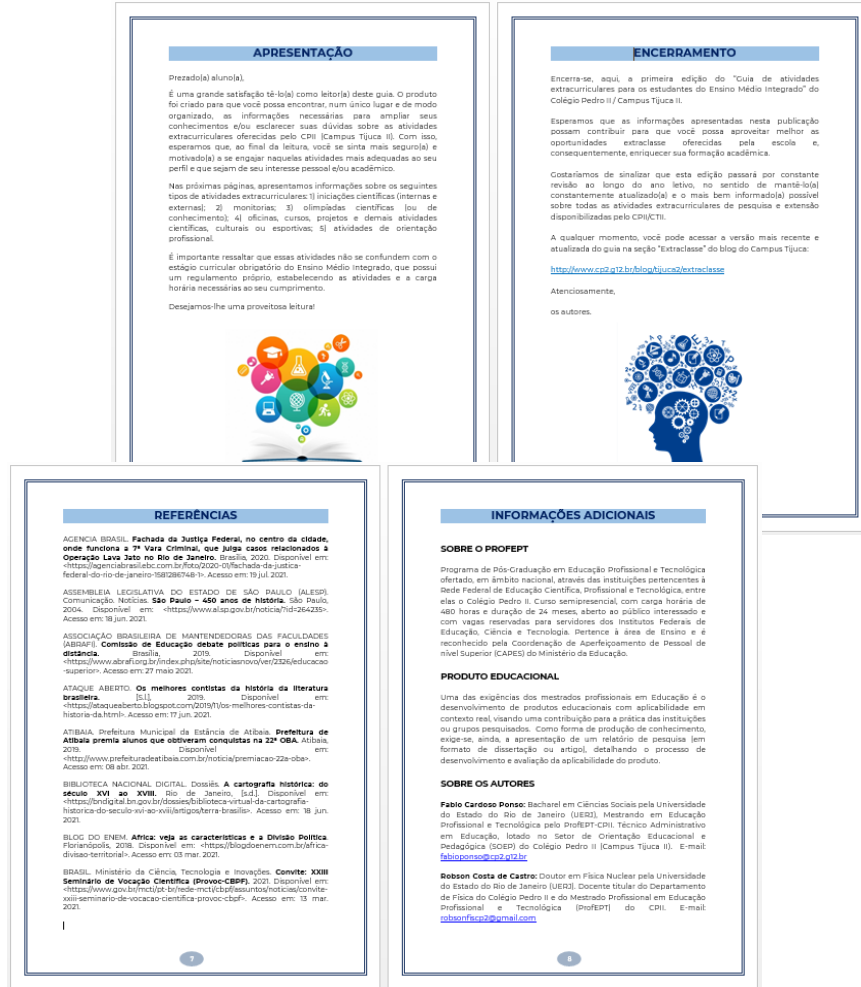 APRESENTAÇÃO
Prezado(a) aluno(a),
É uma grande satisfação tê-lo(a) como leitor(a) deste guia. O produto
foi criado para que você possa encontrar, num único lugar e de modo
organizado, as informações necessárias para ampliar seus
conhecimentos e/ou esclarecer suas dúvidas sobre as atividades
extracurriculares oferecidas pelo CPII (Campus Tijuca II). Com isso,
esperamos que, ao final da leitura, você se sinta mais seguro(a) e
motivado(a) a se engajar naquelas atividades mais adequadas ao seu
perfil e que sejam de seu interesse pessoal e/ou acadêmico.
Nas próximas páginas, apresentamos informações sobre os seguintes
tipos de atividades extracurriculares: 1) iniciações científicas (internas e
externas); 2) monitorias; 3) olimpíadas científicas (ou de
conhecimento); 4) oficinas, cursos, projetos e demais atividades
científicas, culturais ou esportivas; 5) atividades de orientação
profissional.
É importante ressaltar que essas atividades não se confundem com o
estágio curricular obrigatório do Ensino Médio Integrado, que possui
um regulamento próprio, estabelecendo as atividades e a carga
horária necessárias ao seu cumprimento.
Desejamos-lhe uma proveitosa leitura!
ENCERRAMENTO
Encerra-se, aqui, a primeira edição do "Guia de atividades
extracurriculares para os estudantes do Ensino Médio Integrado" do
Colégio Pedro II / Campus Tijuca II.
Esperamos que as informações apresentadas nesta publicação
possam contribuir para que você possa aproveitar melhor as
oportunidades extraclasse oferecidas pela escola e,
consequentemente, enriquecer sua formação acadêmica.
Gostaríamos de sinalizar que esta edição passará por constante
revisão ao longo do ano letivo, no sentido de mantê-lo(a)
constantemente atualizado(a) e o mais bem informado(a) possível
sobre todas as atividades extracurriculares de pesquisa e extensão
disponibilizadas pelo CPII/CTII.
A qualquer momento, você pode acessar a versão mais recente e
atualizada do guia na seção "Extraclasse" do blog do Campus Tijuca:
http://www.cp2.g12.br/blog/tijuca2/extraclasse
Atenciosamente,
os autores.
REFERÊNCIAS
AGENCIA BRASIL. Fachada da Justiça Federal, no centro da cidade,
onde funciona a 7ª Vara Criminal, que julga casos relacionados à
Operação Lava Jato no Rio de Janeiro. Brasília, 2020. Disponível em:
<https://agenciabrasil.ebc.com.br/foto/2020-01/fachada-da-justica-
federal-do-rio-de-janeiro-1581286748-1>. Acesso em: 19 jul. 2021.
ASSEMBLEIA LEGISLATIVA DO ESTADO DE SÃO PAULO (ALESP).
Comunicação. Notícias. São Paulo – 450 anos de história. São Paulo,
2004. Disponível em: <https://www.al.sp.gov.br/noticia/?id=264235>.
Acesso em: 18 jun. 2021.
ASSOCIAÇÃO BRASILEIRA DE MANTENDEDORAS DAS FACULDADES
(ABRAFI). Comissão de Educação debate políticas para o ensino à
distância. Brasília, 2019. Disponível em:
<https://www.abrafi.org.br/index.php/site/noticiasnovo/ver/2326/educacao
-superior>. Acesso em: 27 maio 2021.
ATAQUE ABERTO. Os melhores contistas da história da literatura
brasileira. [S.l.], 2019. Disponível em:
<https://ataqueaberto.blogspot.com/2019/11/os-melhores-contistas-da-
historia-da.html>. Acesso em: 17 jun. 2021.
ATIBAIA. Prefeitura Municipal da Estância de Atibaia. Prefeitura de
Atibaia premia alunos que obtiveram conquistas na 22ª OBA. Atibaia,
2019. Disponível em:
<http://www.prefeituradeatibaia.com.br/noticia/premiacao-22a-oba>.
Acesso em: 08 abr. 2021.
BIBLIOTECA NACIONAL DIGITAL. Dossiês. A cartografia histórica: do
século XVI ao XVIII. Rio de Janeiro, [s.d.]. Disponível em:
<https://bndigital.bn.gov.br/dossies/biblioteca-virtual-da-cartografia-
historica-do-seculo-xvi-ao-xviii/artigos/terra-brasilis>. Acesso em: 18 jun.
2021.
BLOG DO ENEM. Africa: veja as características e a Divisão Política.
Florianópolis, 2018. Disponível em: <https://blogdoenem.com.br/africa-
divisao-territorial>. Acesso em: 03 mar. 2021.
BRASIL. Ministério da Ciência, Tecnologia e Inovações. Convite: XXIII
Seminário de Vocação Científica (Provoc-CBPF). 2021. Disponível em:
<https://www.gov.br/mcti/pt-br/rede-mcti/cbpf/assuntos/noticias/convite-
xxiii-seminario-de-vocacao-cientifica-provoc-cbpf>. Acesso em: 13 mar.
2021.
7
INFORMAÇÕES ADICIONAIS
SOBRE O PROFEPT
Programa de Pós-Graduação em Educação Profissional e Tecnológica
ofertado, em âmbito nacional, através das instituições pertencentes à
Rede Federal de Educação Científica, Profissional e Tecnológica, entre
elas o Colégio Pedro II. Curso semipresencial, com carga horária de
480 horas e duração de 24 meses, aberto ao público interessado e
com vagas reservadas para servidores dos Institutos Federais de
Educação, Ciência e Tecnologia. Pertence à área de Ensino e é
reconhecido pela Coordenação de Aperfeiçoamento de Pessoal de
nível Superior (CAPES) do Ministério da Educação.
PRODUTO EDUCACIONAL
Uma das exigências dos mestrados profissionais em Educação é o
desenvolvimento de produtos educacionais com aplicabilidade em
contexto real, visando uma contribuição para a prática das instituições
ou grupos pesquisados. Como forma de produção de conhecimento,
exige-se, ainda, a apresentação de um relatório de pesquisa (em
formato de dissertação ou artigo), detalhando o processo de
desenvolvimento e avaliação da aplicabilidade do produto.
SOBRE OS AUTORES
Fabio Cardoso Ponso: Bacharel em Ciências Sociais pela Universidade
do Estado do Rio de Janeiro (UERJ), Mestrando em Educação
Profissional e Tecnológica pelo ProfEPT-CPII. Técnico Administrativo
em Educação, lotado no Setor de Orientação Educacional e
Pedagógica (SOEP) do Colégio Pedro II (Campus Tijuca II). E-mail:
fabioponso@cp2.g12.br
Robson Costa de Castro: Doutor em Física Nuclear pela Universidade
do Estado do Rio de Janeiro (UERJ). Docente titular do Departamento
de Física do Colégio Pedro II e do Mestrado Profissional em Educação
Profissional e Tecnológica (ProfEPT) do CPII. E-mail:
robsonfiscp2@gmail.com
8